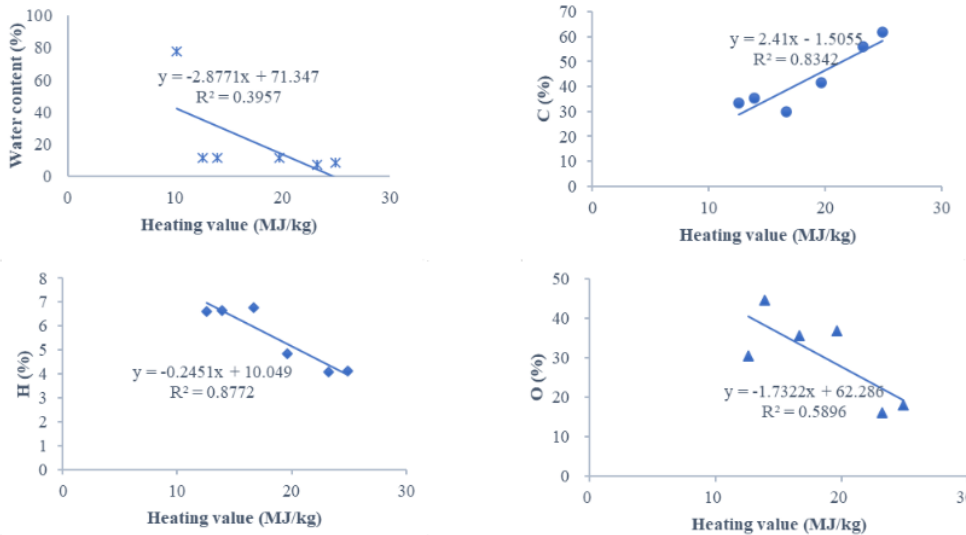 Water content (%)
100
80
60
40
20
0
y = -2.8771x + 71.347
R² = 0.3957
0 10 20 30
Heating value (MJ/kg)
C (%)
70
60
50
40
30
20
10
0
y = 2.41x - 1.5055
R² = 0.8342
0 10 20 30
Heating value (MJ/kg)
H (%)
8
7
6
5
4
3
2
1
0
y = -0.2451x + 10.049
R² = 0.8772
0 10 20 30
Heating value (MJ/kg)
O (%)
50
40
30
20
10
0
y = -1.7322x + 62.286
R² = 0.5896
0 10 20 30
Heating value (MJ/kg)